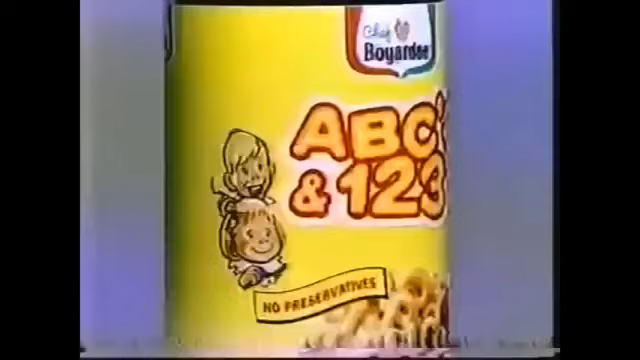 Chef
Boyardee
ABC's
& 123
NO PRESERVATIVES